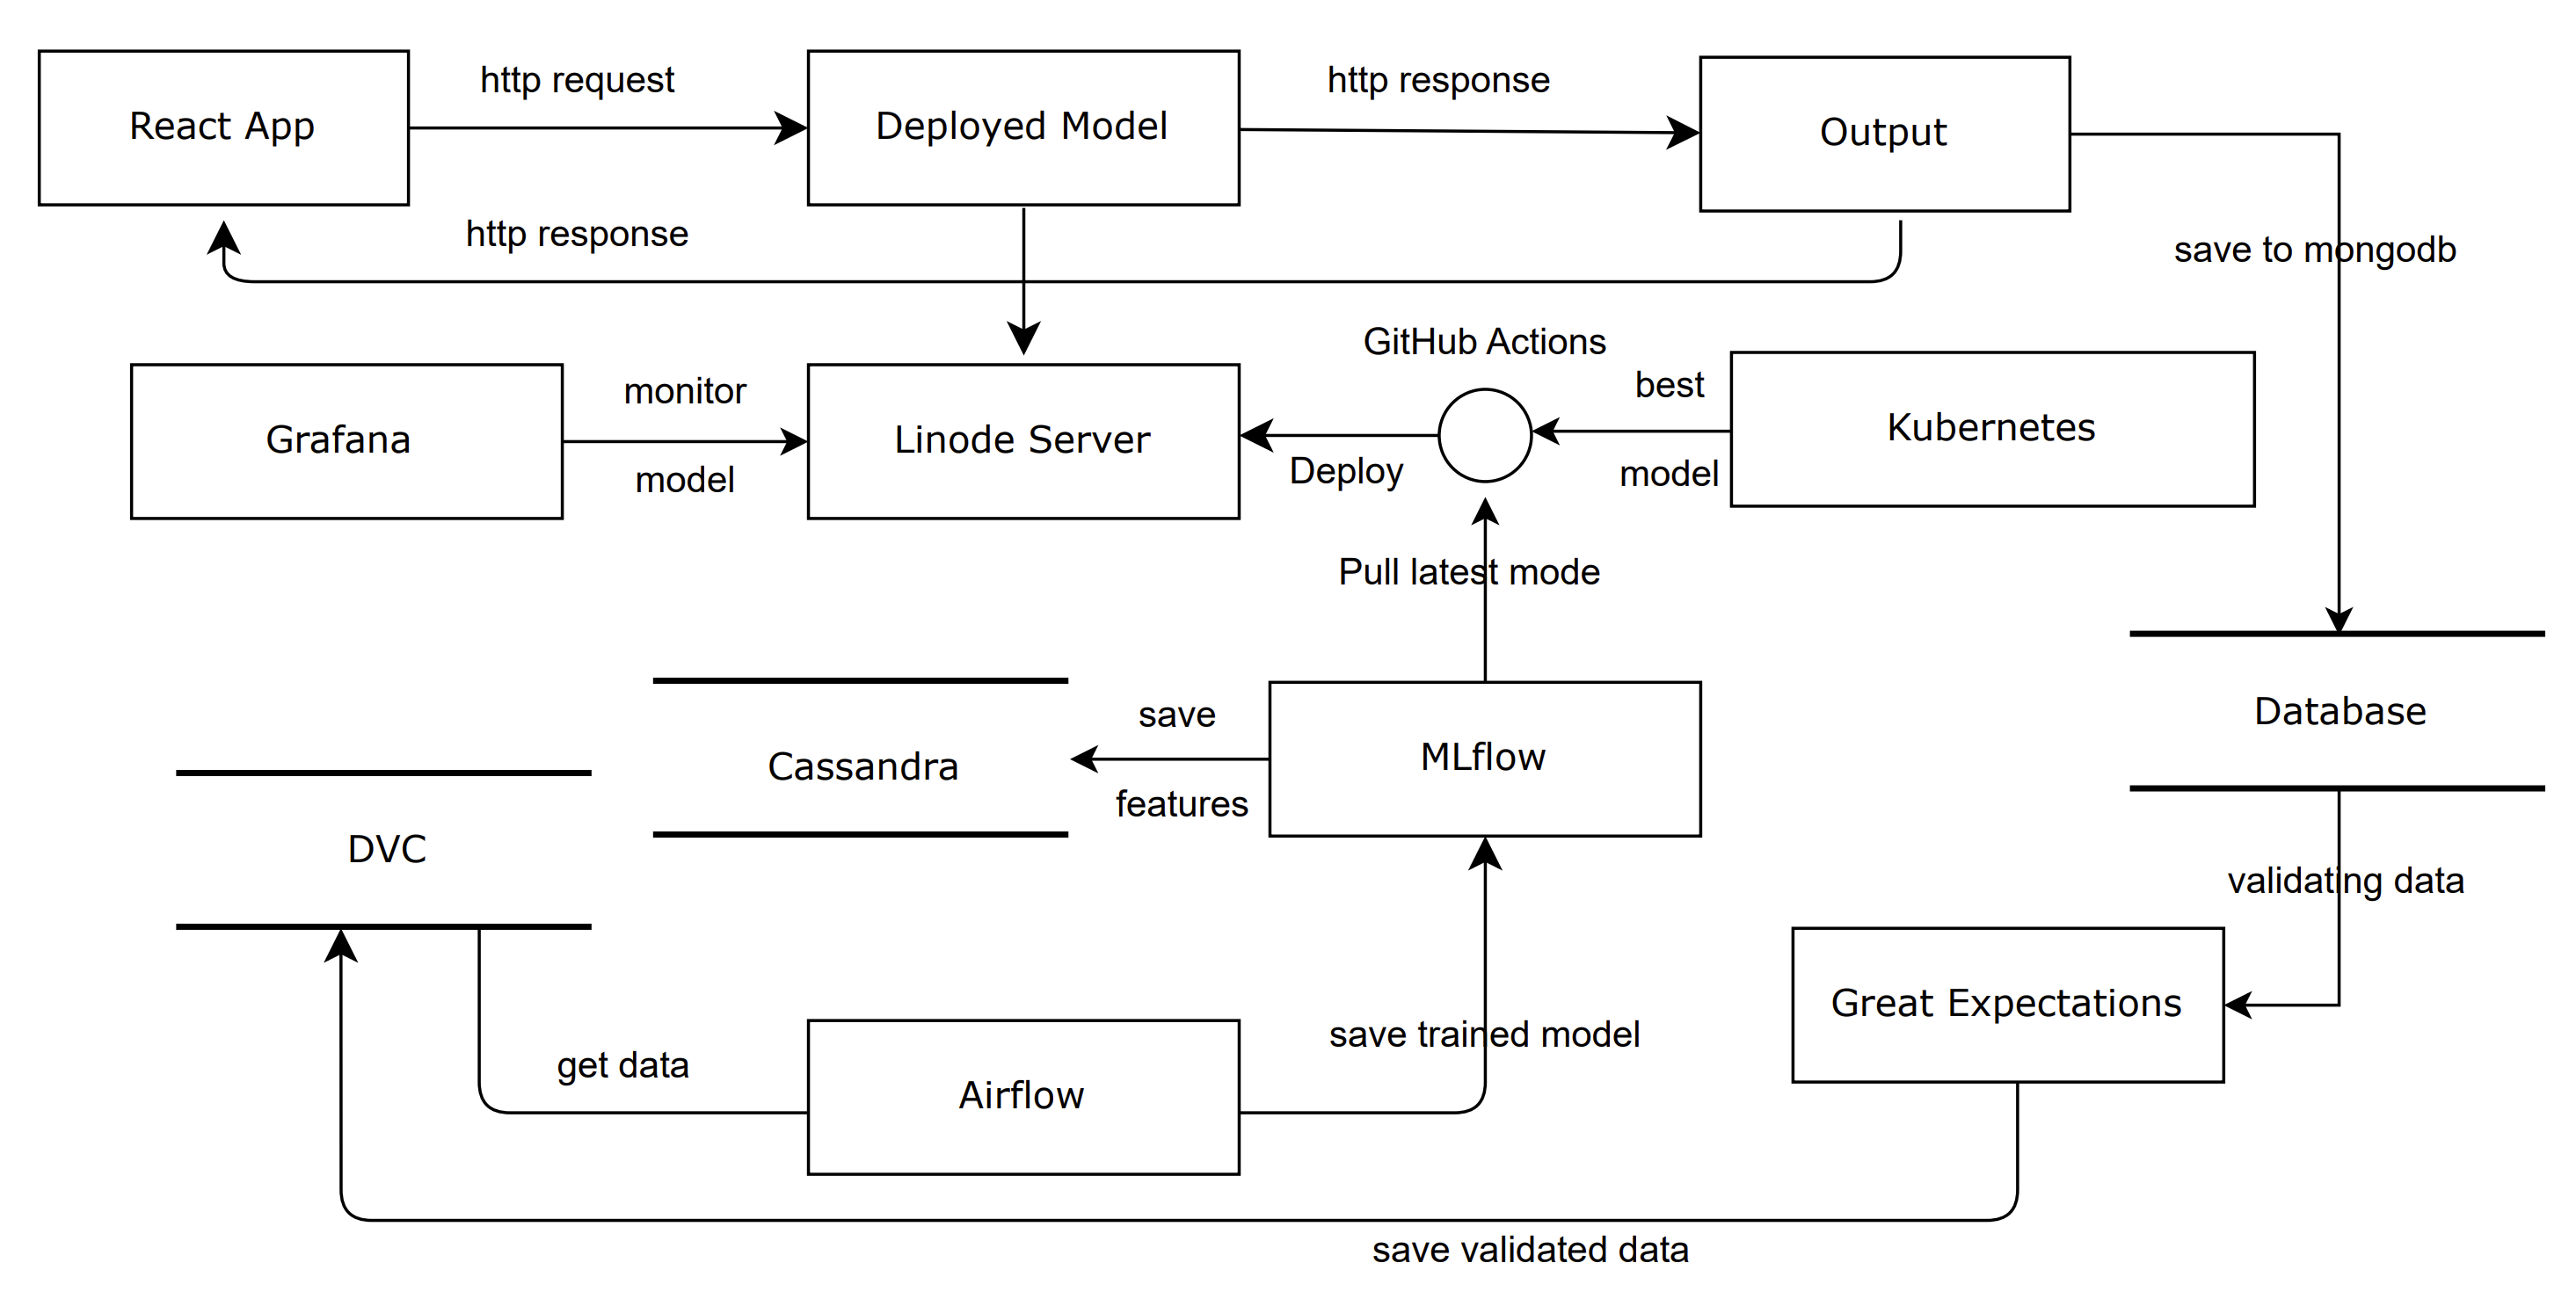 React App
http request
Deployed Model
http response
Output
http response
save to mongodb
GitHub Actions
Grafana
monitor
model
Linode Server
Deploy
best
model
Kubernetes
Pull latest mode
Database
Cassandra
save
features
MLflow
DVC
validating data
Great Expectations
get data
Airflow
save trained model
save validated data